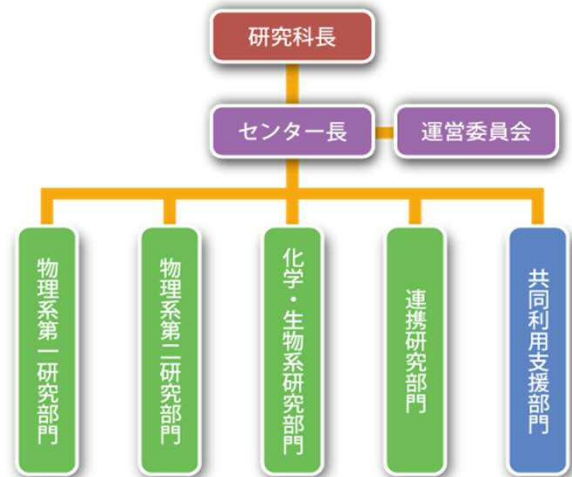 研究科長
センター長
運営委員会
物理系第一研究部門
物理系第二研究部門
化学・生物系研究部門
連携研究部門
共同利用支援部門